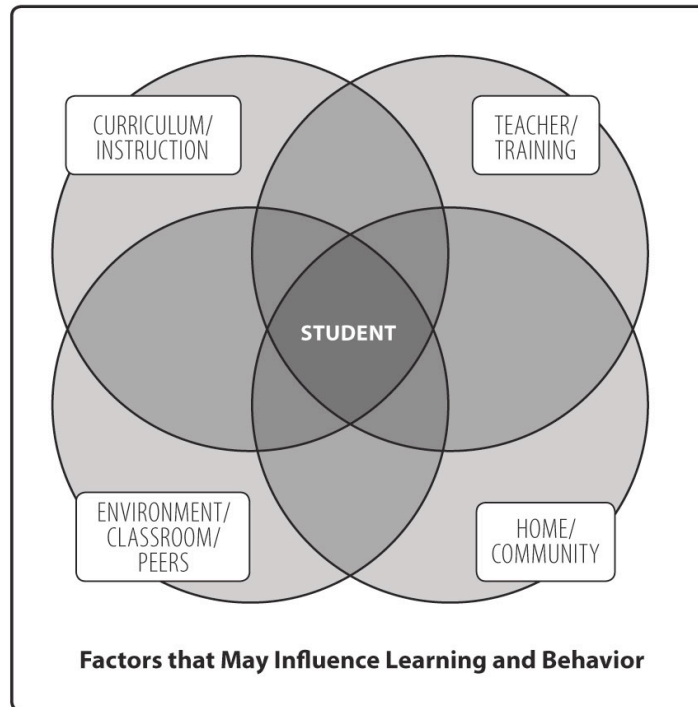 CURRICULUM/
INSTRUCTION
TEACHER/
TRAINING
STUDENT
ENVIRONMENT/
CLASSROOM/
PEERS
HOME/
COMMUNITY
Factors that May Influence Learning and Behavior